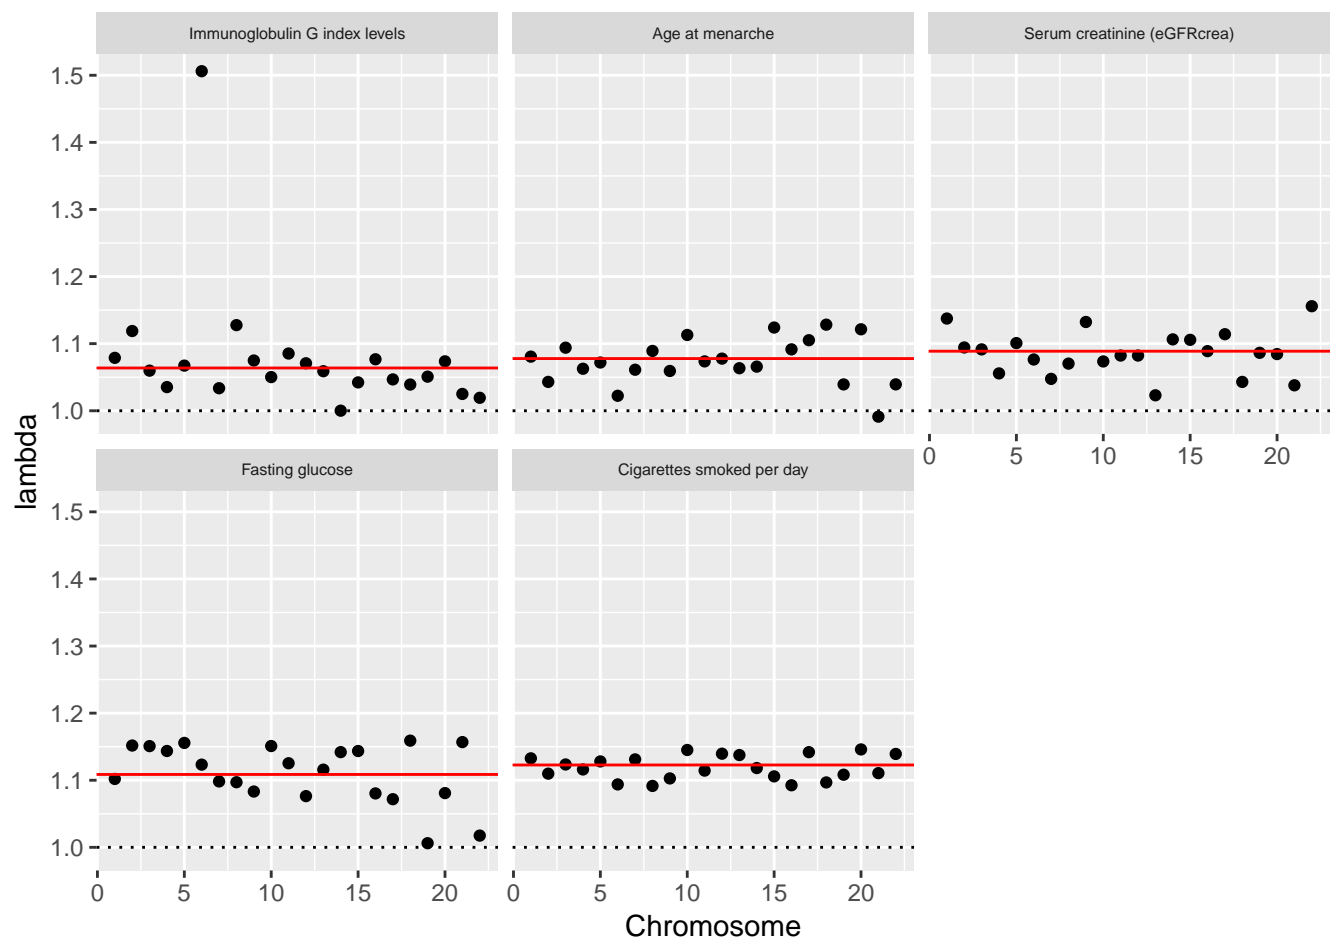 Immunoglobulin G index levels
Age at menarche
Serum creatinine (eGFRcrea)
1.5
1.4
1.3
1.2
1.1
1.0
0 5 10 15 20
lambda
Fasting glucose
Cigarettes smoked per day
1.5
1.4
1.3
1.2
1.1
1.0
0 5 10 15 20
0 5 10 15 20
Chromosome